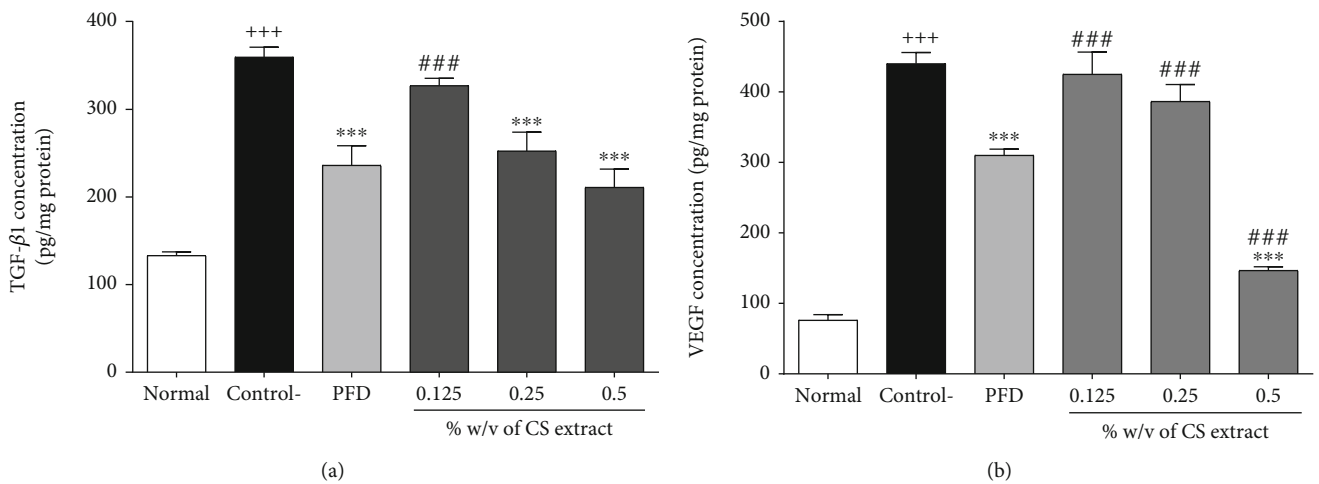 TGF-β1 concentration
(pg/mg protein)
400
300
200
100
0
+++
***
###
***
***
Normal
Control-
PFD
0.125
0.25
0.5
% w/v of CS extract
(a)
VEGF concentration (pg/mg protein)
500
400
300
200
100
0
+++
***
###
###
###
***
Normal
Control-
PFD
0.125
0.25
0.5
% w/v of CS extract
(b)